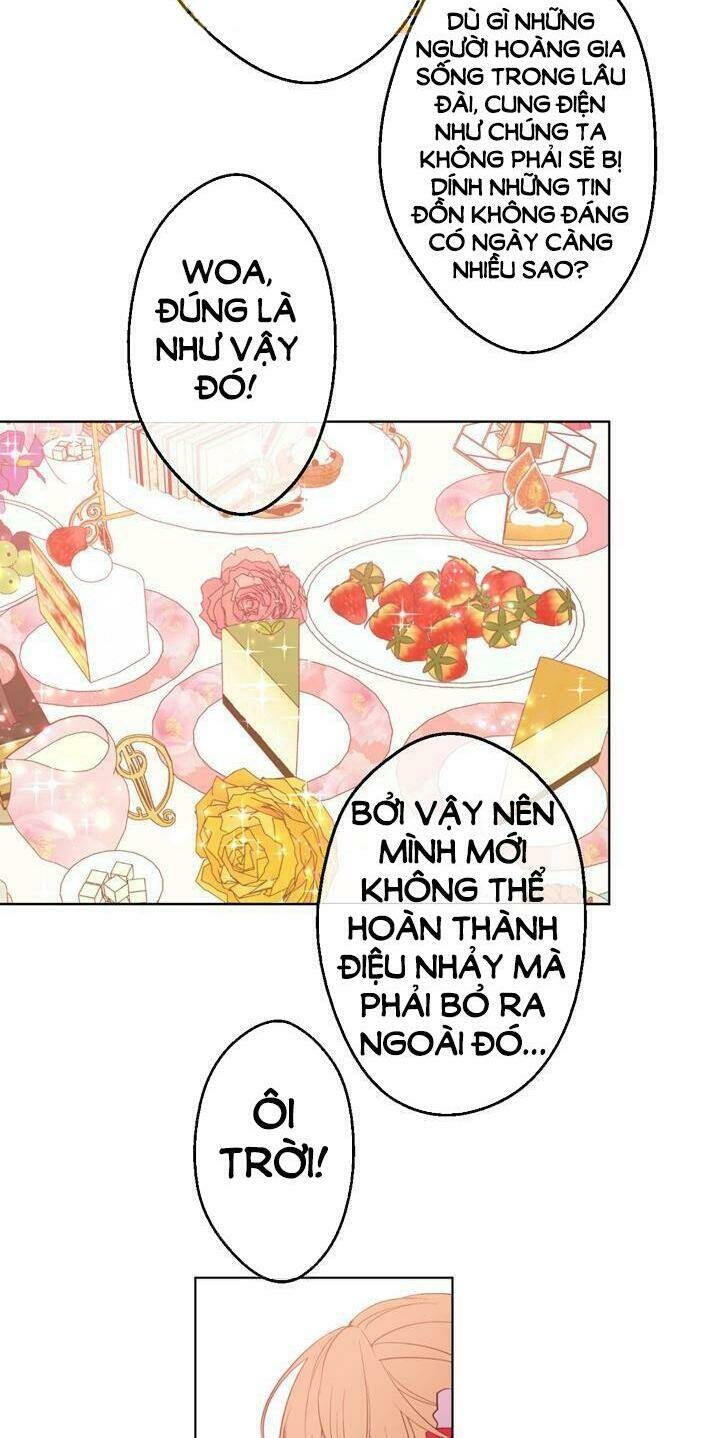 DÙ GÌ NHỮNG
NGƯỜI HOÀNG GIA
SỐNG TRONG LÂU
ĐÀI, CUNG ĐIỆN
NHƯ CHÚNG TA
KHÔNG PHẢI SẼ BỊ
DÍNH NHỮNG TIN
ĐỒN KHÔNG ĐÁNG
CÓ NGÀY CÀNG
NHIỀU SAO?
WOA,
ĐÚNG LÀ
NHƯ VẬY
ĐÓ!
BỞI VẬY NÊN
MÌNH MỚI
KHÔNG THỂ
HOÀN THÀNH
ĐIỆU NHẢY MÀ
PHẢI BỎ RA
NGOÀI ĐÓ...
ÔI
TRỜI!